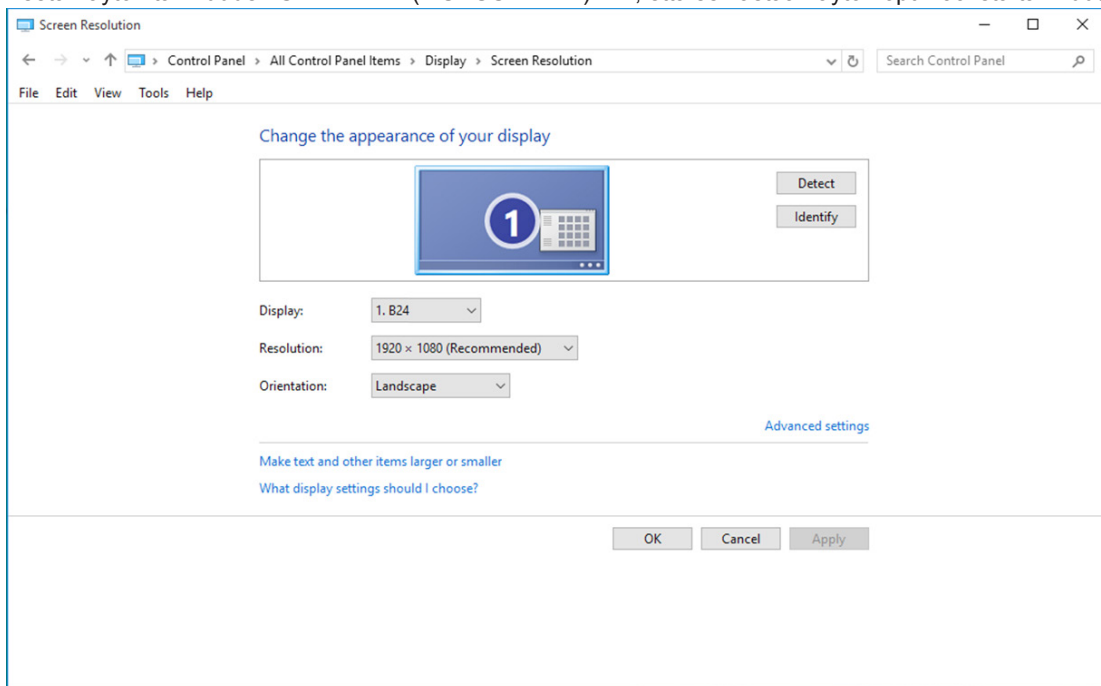 Screen Resolution
Control Panel > All Control Panel Items > Display > Screen Resolution
Search Control Panel
File Edit View Tools Help
Change the appearance of your display
1
Detect
Identify
Display: 1. B24
Resolution: 1920 × 1080 (Recommended)
Orientation: Landscape
Advanced settings
Make text and other items larger or smaller
What display settings should I choose?
OK Cancel Apply